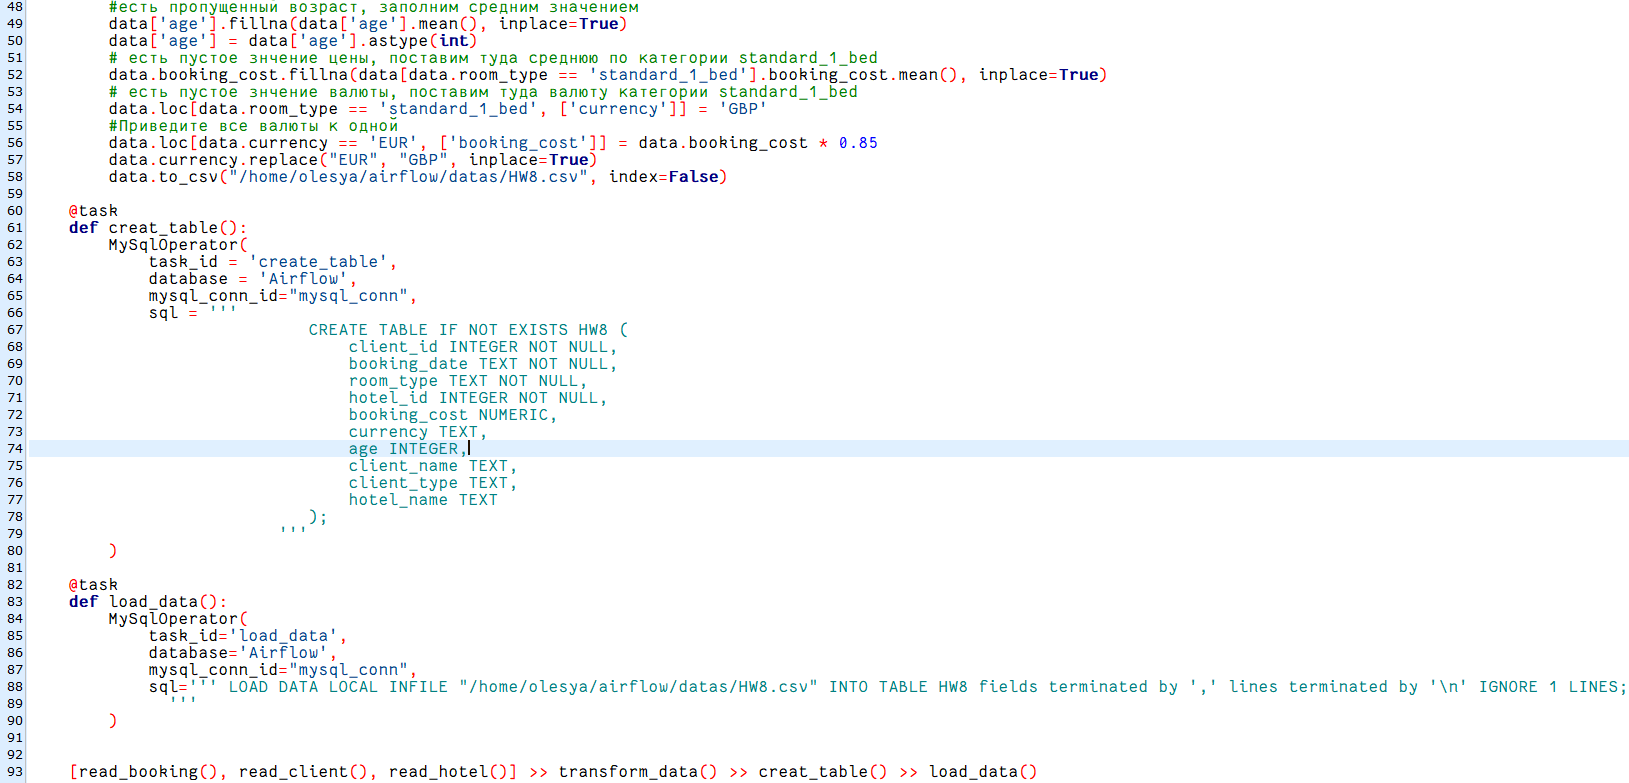 48 #есть пропущенный возраст, заполним средним значением
49 data['age'].fillna(data['age'].mean(), inplace=True)
50 data['age'] = data['age'].astype(int)
51 # есть пустое знчение цены, поставим туда среднюю по категории standard_1_bed
52 data.booking_cost.fillna(data[data.room_type == 'standard_1_bed'].booking_cost.mean(), inplace=True)
53 # есть пустое знчение валюты, поставим туда валюту категории standard_1_bed
54 data.loc[data.room_type == 'standard_1_bed', ['currency']] = 'GBP'
55 #Приведите все валюты к одной
56 data.loc[data.currency == 'EUR', ['booking_cost']] = data.booking_cost * 0.85
57 data.currency.replace("EUR", "GBP", inplace=True)
58 data.to_csv("/home/olesya/airflow/datas/HW8.csv", index=False)
59
60 @task
61 def creat_table():
62 MySqlOperator(
63 task_id = 'create_table',
64 database = 'Airflow',
65 mysql_conn_id="mysql_conn",
66 sql = '''
67 CREATE TABLE IF NOT EXISTS HW8 (
68 client_id INTEGER NOT NULL,
69 booking_date TEXT NOT NULL,
70 room_type TEXT NOT NULL,
71 hotel_id INTEGER NOT NULL,
72 booking_cost NUMERIC,
73 currency TEXT,
74 age INTEGER,
75 client_name TEXT,
76 client_type TEXT,
77 hotel_name TEXT
78 );
79 '''
80 )
81
82 @task
83 def load_data():
84 MySqlOperator(
85 task_id='load_data',
86 database='Airflow',
87 mysql_conn_id="mysql_conn",
88 sql=''' LOAD DATA LOCAL INFILE "/home/olesya/airflow/datas/HW8.csv" INTO TABLE HW8 fields terminated by ',' lines terminated by '\n' IGNORE 1 LINES;
89 '''
90 )
91
92
93 [read_booking(), read_client(), read_hotel()] >> transform_data() >> creat_table() >> load_data()